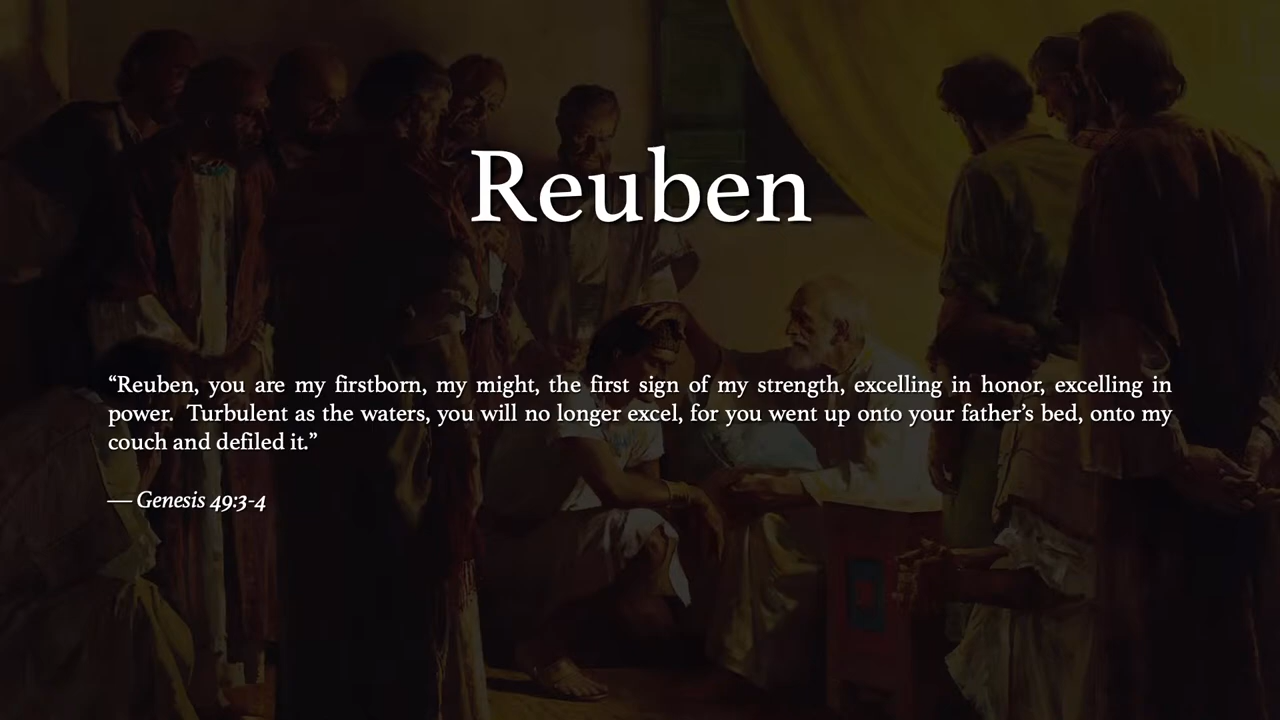 Reuben
“Reuben, you are my firstborn, my might, the first sign of my strength, excelling in honor, excelling in
power.  Turbulent as the waters, you will no longer excel, for you went up onto your father’s bed, onto my
couch and defiled it.”
— Genesis 49:3-4